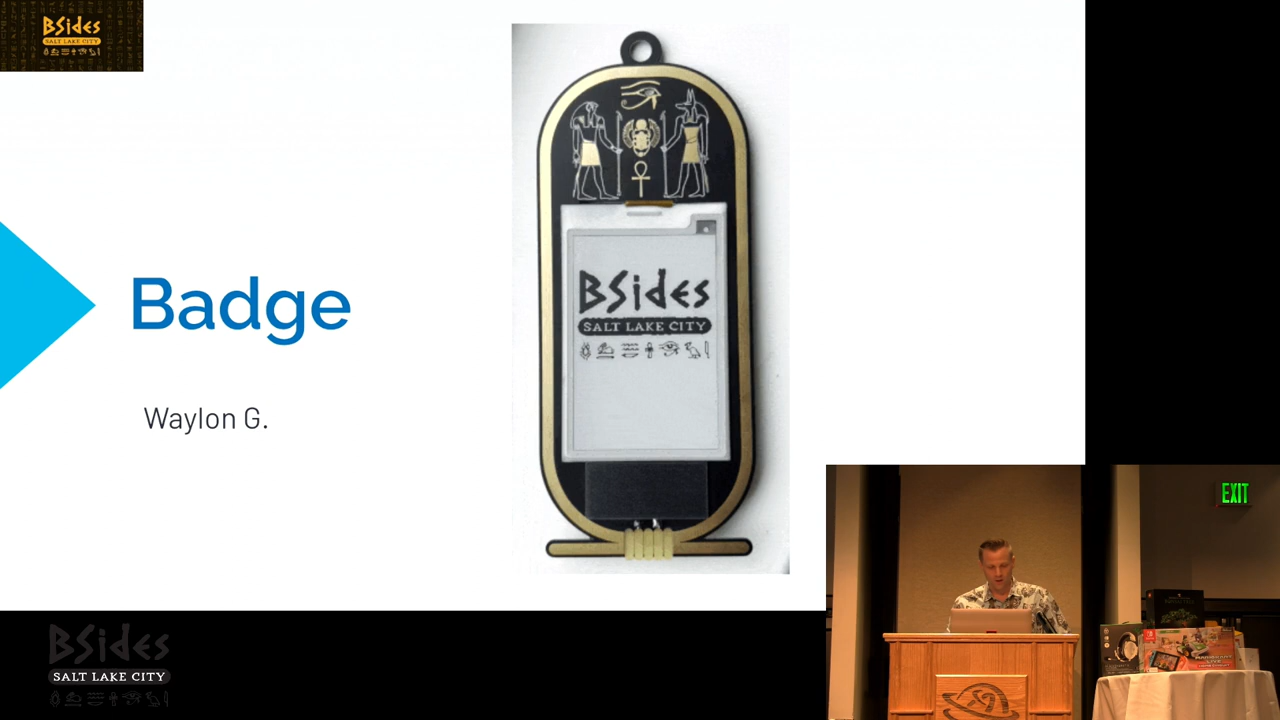 BSides
SALT LAKE CITY
Badge
Waylon G.
BSides
SALT LAKE CITY
BSides
SALT LAKE CITY
EXIT